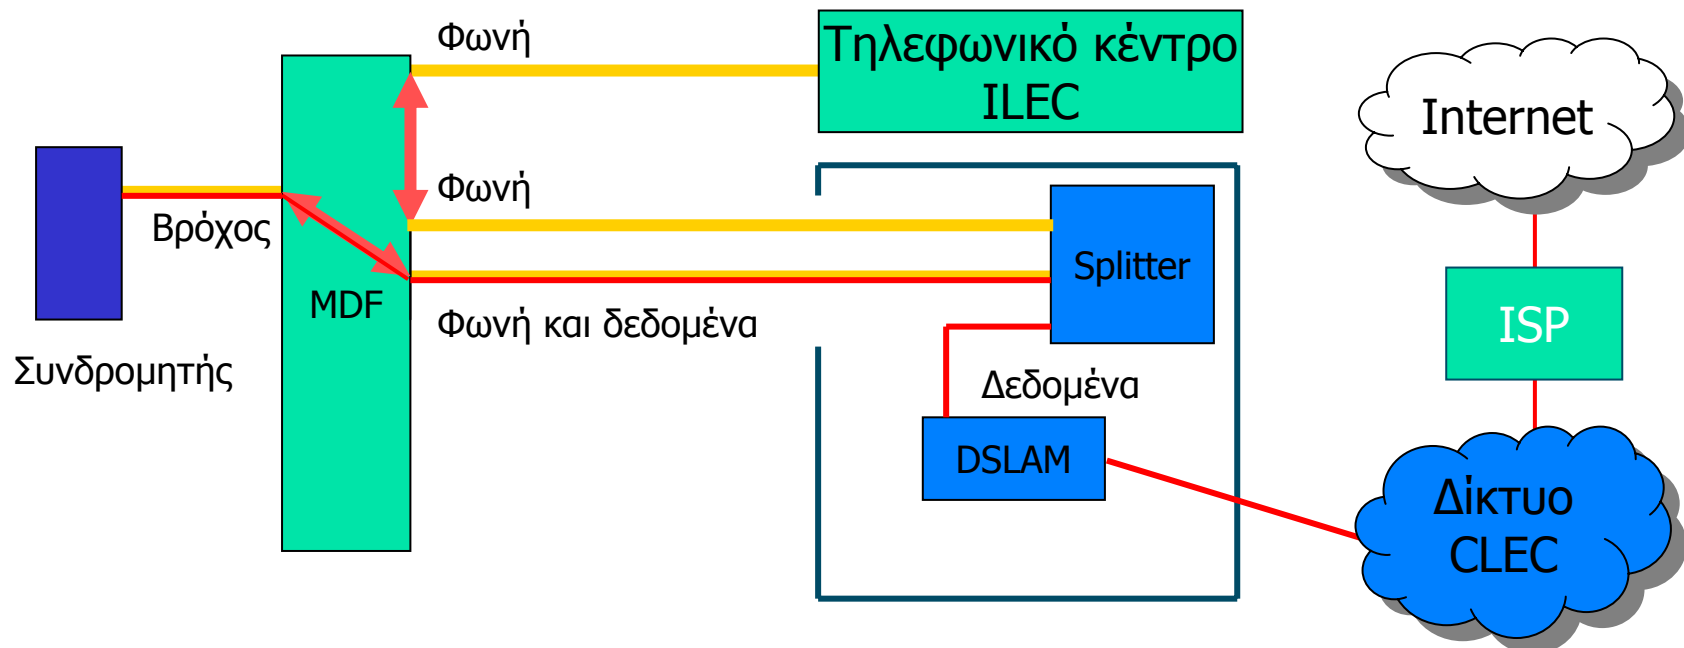 Φωνή
Τηλεφωνικό κέντρο
ILEC
Internet
Φωνή
Βρόχος
Splitter
MDF
Φωνή και δεδομένα
ISP
Συνδρομητής
Δεδομένα
DSLAM
Δίκτυο
CLEC